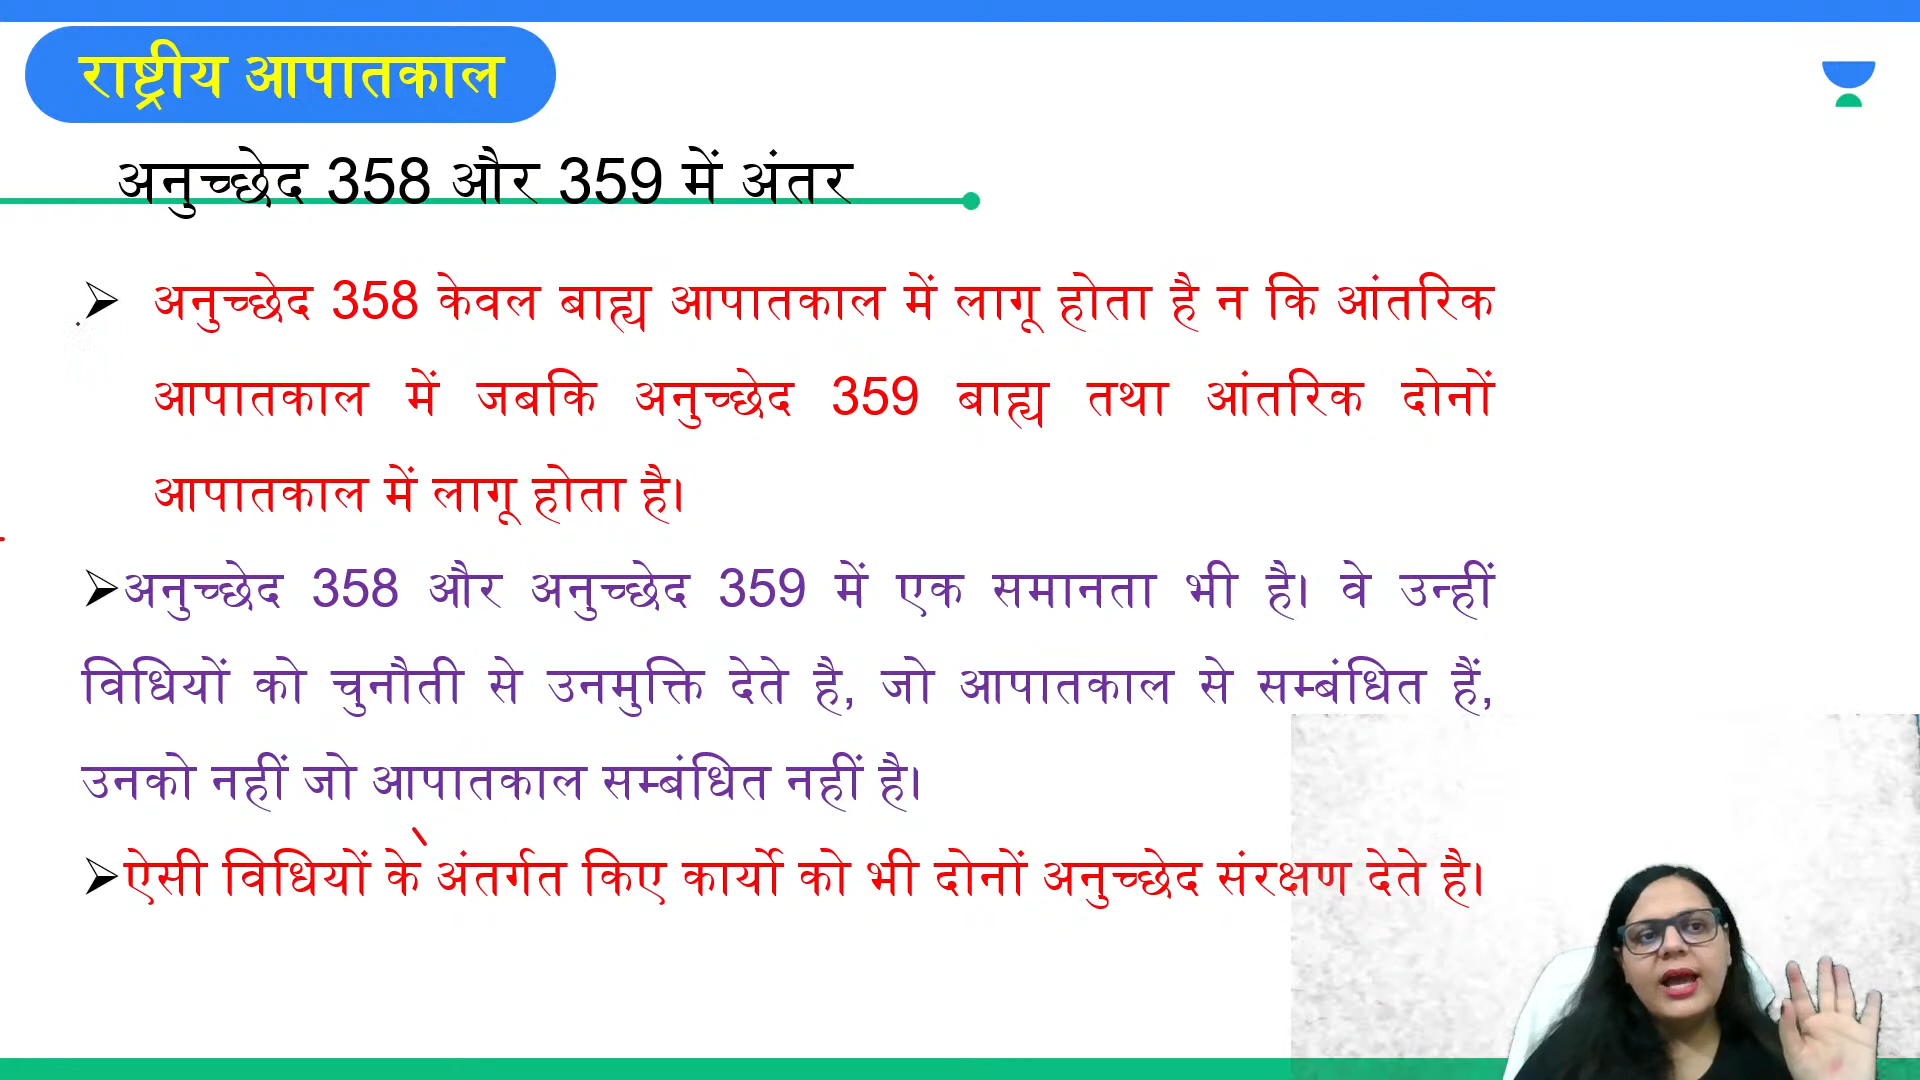 राष्ट्रीय आपातकाल
अनुच्छेद 358 और 359 में अंतर
➢ अनुच्छेद 358 केवल बाह्य आपातकाल में लागू होता है न कि आंतरिक
आपातकाल में जबकि अनुच्छेद 359 बाह्य तथा आंतरिक दोनों
आपातकाल में लागू होता है।
➢अनुच्छेद 358 और अनुच्छेद 359 में एक समानता भी है। वे उन्हीं
विधियों को चुनौती से उनमुक्ति देते है, जो आपातकाल से सम्बंधित हैं,
उनको नहीं जो आपातकाल सम्बंधित नहीं है।
➢ऐसी विधियों के अंतर्गत किए कार्यो को भी दोनों अनुच्छेद संरक्षण देते है।